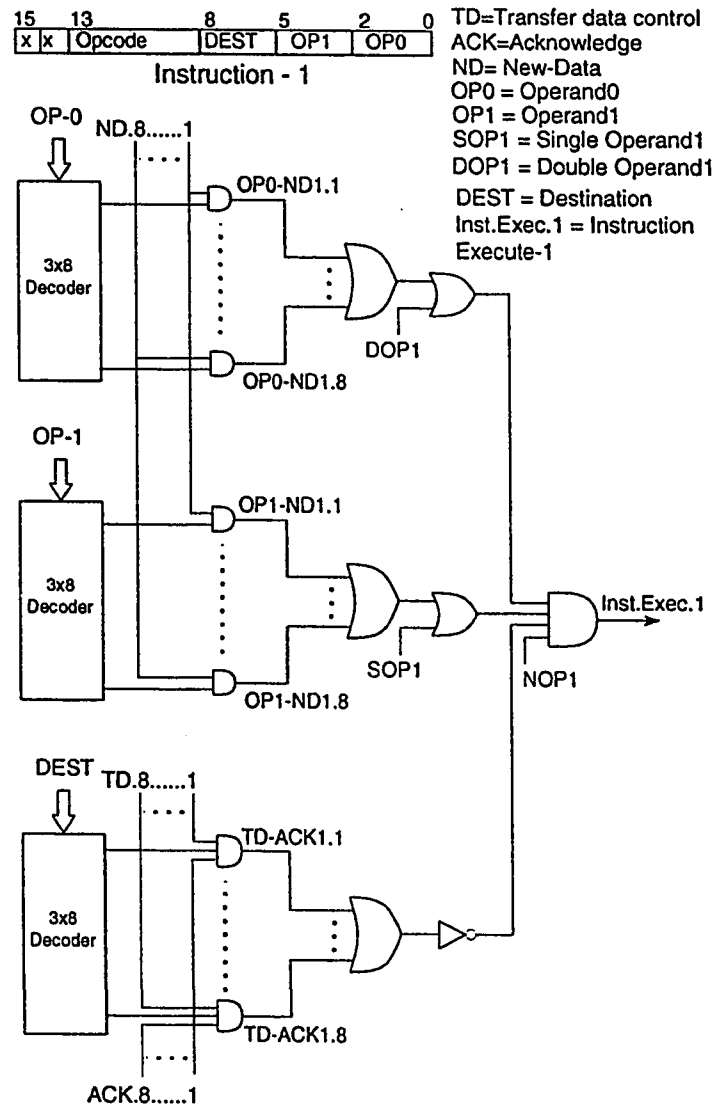 15 13 8 5 2 0
x x Opcode DEST OP1 OP0
Instruction - 1
TD=Transfer data control
ACK=Acknowledge
ND= New-Data
OP0 = Operand0
OP1 = Operand1
SOP1 = Single Operand1
DOP1 = Double Operand1
DEST = Destination
Inst.Exec.1 = Instruction
Execute-1
OP-0
ND.8......1
3x8
Decoder
OP0-ND1.1
DOP1
OP0-ND1.8
OP-1
3x8
Decoder
OP1-ND1.1
SOP1
OP1-ND1.8
Inst.Exec.1
NOP1
DEST
TD.8......1
3x8
Decoder
TD-ACK1.1
TD-ACK1.8
ACK.8......1